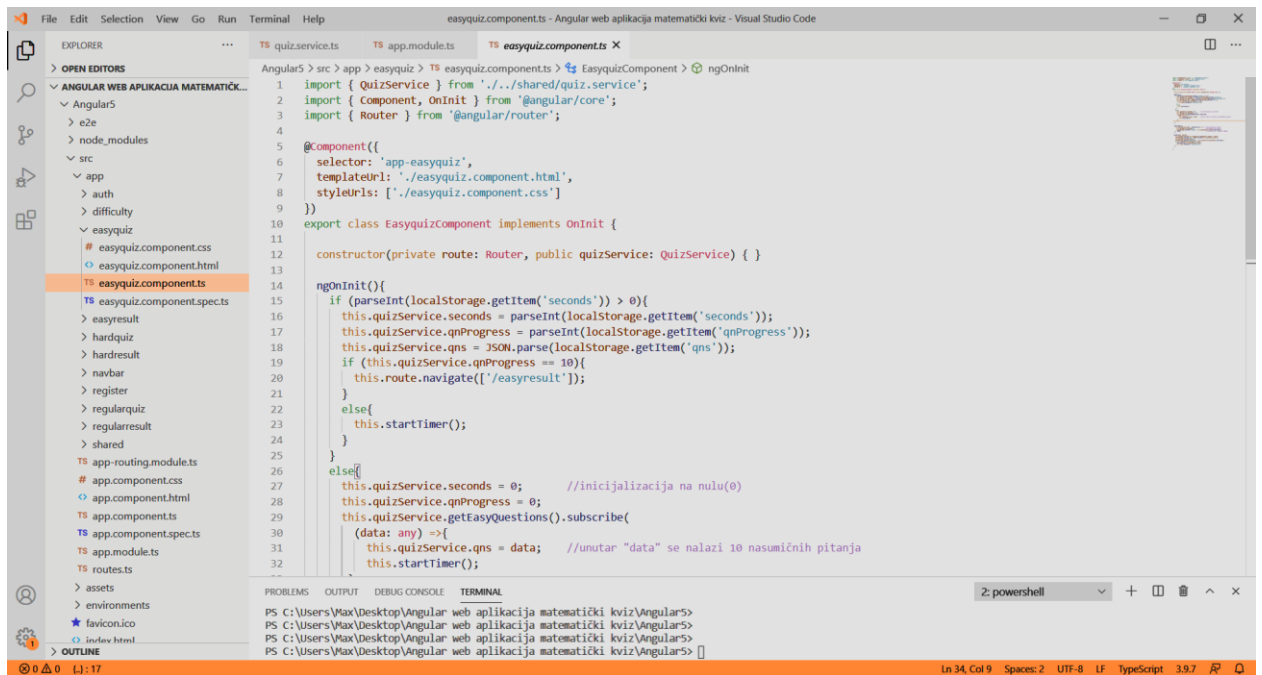 File Edit Selection View Go Run Terminal Help
easyquiz.component.ts - Angular web aplikacija matematički kviz - Visual Studio Code
EXPLORER ...
OPEN EDITORS
ANGULAR WEB APLIKACIJA MATEMATIČK...
Angular5
e2e
node_modules
src
app
auth
difficulty
easyquiz
# easyquiz.component.css
<> easyquiz.component.html
TS easyquiz.component.ts
TS easyquiz.component.spec.ts
easyresult
hardquiz
hardresult
navbar
register
regularquiz
regularresult
shared
TS app-routing.module.ts
# app.component.css
<> app.component.html
TS app.component.ts
TS app.component.spec.ts
TS app.module.ts
TS routes.ts
assets
environments
favicon.ico
<> index.html
OUTLINE
TS quiz.service.ts TS app.module.ts TS easyquiz.component.ts
Angular5 > src > app > easyquiz > TS easyquiz.component.ts > EasyquizComponent > ngOnInit
1 import { QuizService } from './../shared/quiz.service';
2 import { Component, OnInit } from '@angular/core';
3 import { Router } from '@angular/router';
4
5 @Component({
6 selector: 'app-easyquiz',
7 templateUrl: './easyquiz.component.html',
8 styleUrls: ['./easyquiz.component.css']
9 })
10 export class EasyquizComponent implements OnInit {
11
12 constructor(private route: Router, public quizService: QuizService) { }
13
14 ngOnInit(){
15 if (parseInt(localStorage.getItem('seconds')) > 0){
16 this.quizService.seconds = parseInt(localStorage.getItem('seconds'));
17 this.quizService.qnProgress = parseInt(localStorage.getItem('qnProgress'));
18 this.quizService.qns = JSON.parse(localStorage.getItem('qns'));
19 if (this.quizService.qnProgress == 10){
20 this.route.navigate(['/easyresult']);
21 }
22 else{
23 this.startTimer();
24 }
25 }
26 else{
27 this.quizService.seconds = 0; //inicijalizacija na nulu(0)
28 this.quizService.qnProgress = 0;
29 this.quizService.getEasyQuestions().subscribe(
30 (data: any) =>{
31 this.quizService.qns = data; //unutar "data" se nalazi 10 nasumičnih pitanja
32 this.startTimer();
PROBLEMS OUTPUT DEBUG CONSOLE TERMINAL 2: powershell
PS C:\Users\Max\Desktop\Angular web aplikacija matematički kviz\Angular5>
PS C:\Users\Max\Desktop\Angular web aplikacija matematički kviz\Angular5>
PS C:\Users\Max\Desktop\Angular web aplikacija matematički kviz\Angular5>
PS C:\Users\Max\Desktop\Angular web aplikacija matematički kviz\Angular5>
1
0 0 {..} : 17 Ln 34, Col 9 Spaces: 2 UTF-8 LF TypeScript 3.9.7